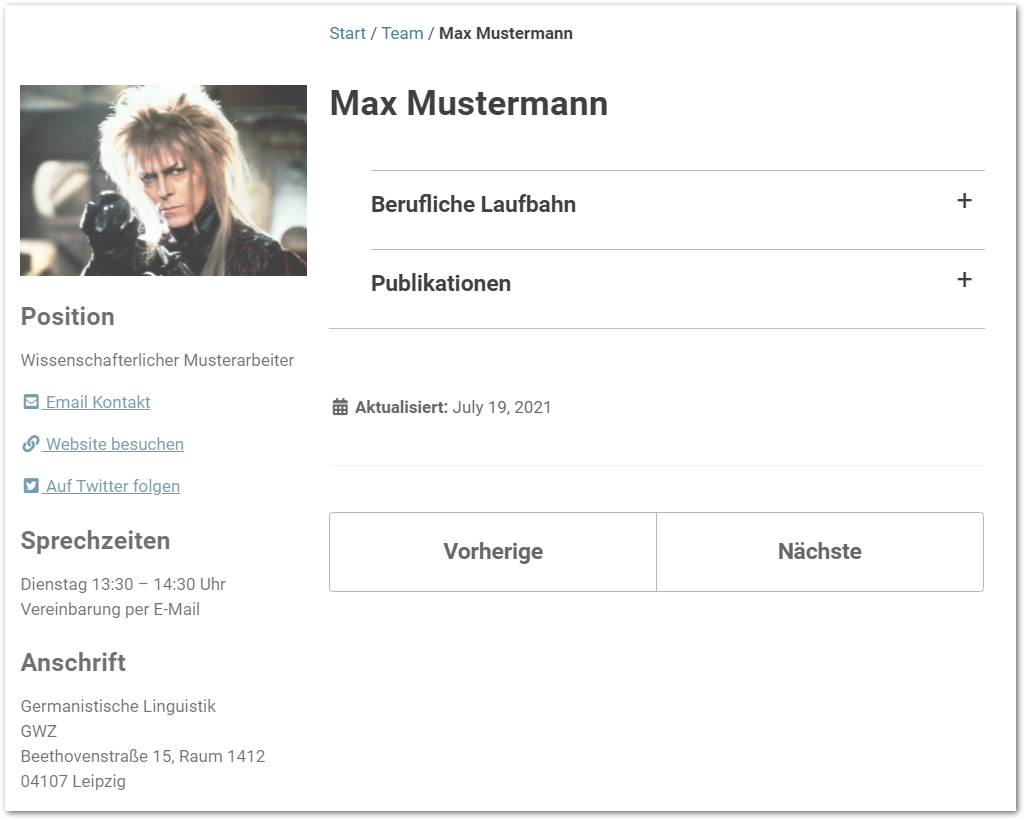 Start / Team / Max Mustermann
Max Mustermann
Berufliche Laufbahn +
Publikationen +
Aktualisiert: July 19, 2021
Vorherige
Nächste
Position
Wissenschafterlicher Musterarbeiter
Email Kontakt
Website besuchen
Auf Twitter folgen
Sprechzeiten
Dienstag 13:30 – 14:30 Uhr
Vereinbarung per E-Mail
Anschrift
Germanistische Linguistik
GWZ
Beethovenstraße 15, Raum 1412
04107 Leipzig